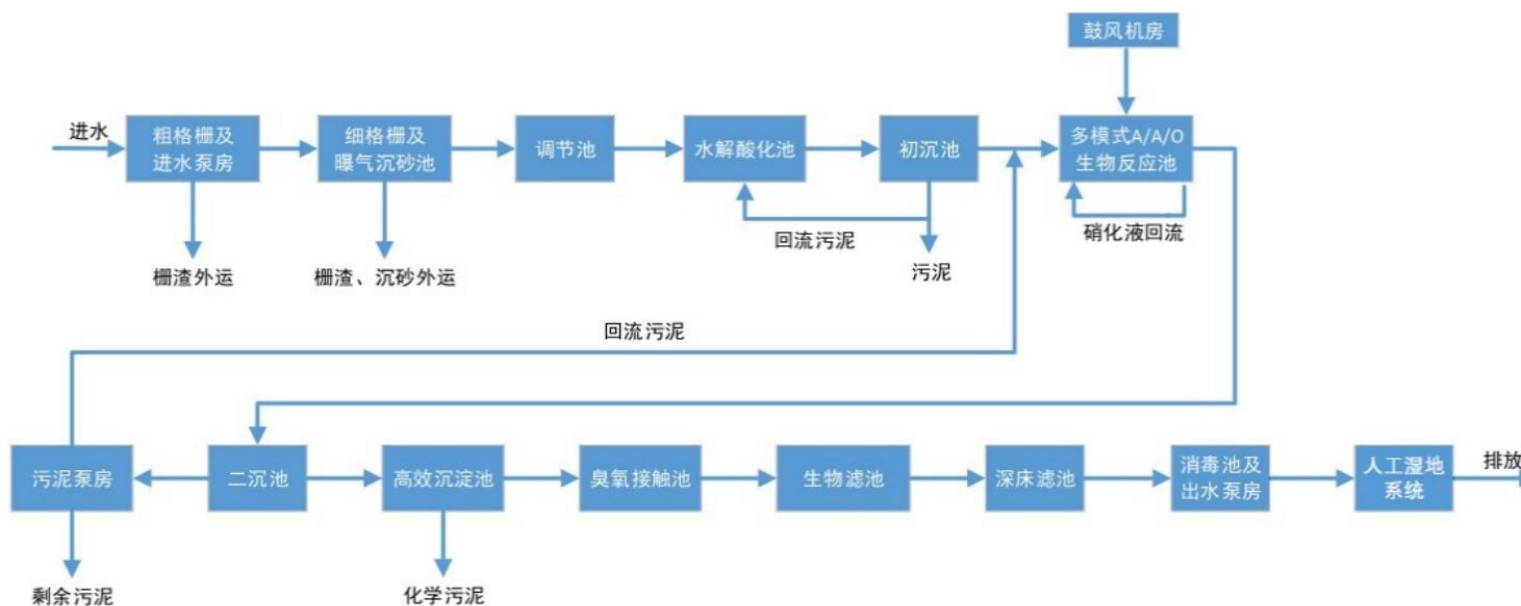 鼓风机房
进水
粗格栅及
进水泵房
细格栅及
曝气沉砂池
调节池
水解酸化池
初沉池
多模式A/A/O
生物反应池
回流污泥
硝化液回流
栅渣外运
栅渣、沉砂外运
污泥
回流污泥
污泥泵房
二沉池
高效沉淀池
臭氧接触池
生物滤池
深床滤池
消毒池及
出水泵房
人工湿地
系统
排放
剩余污泥
化学污泥